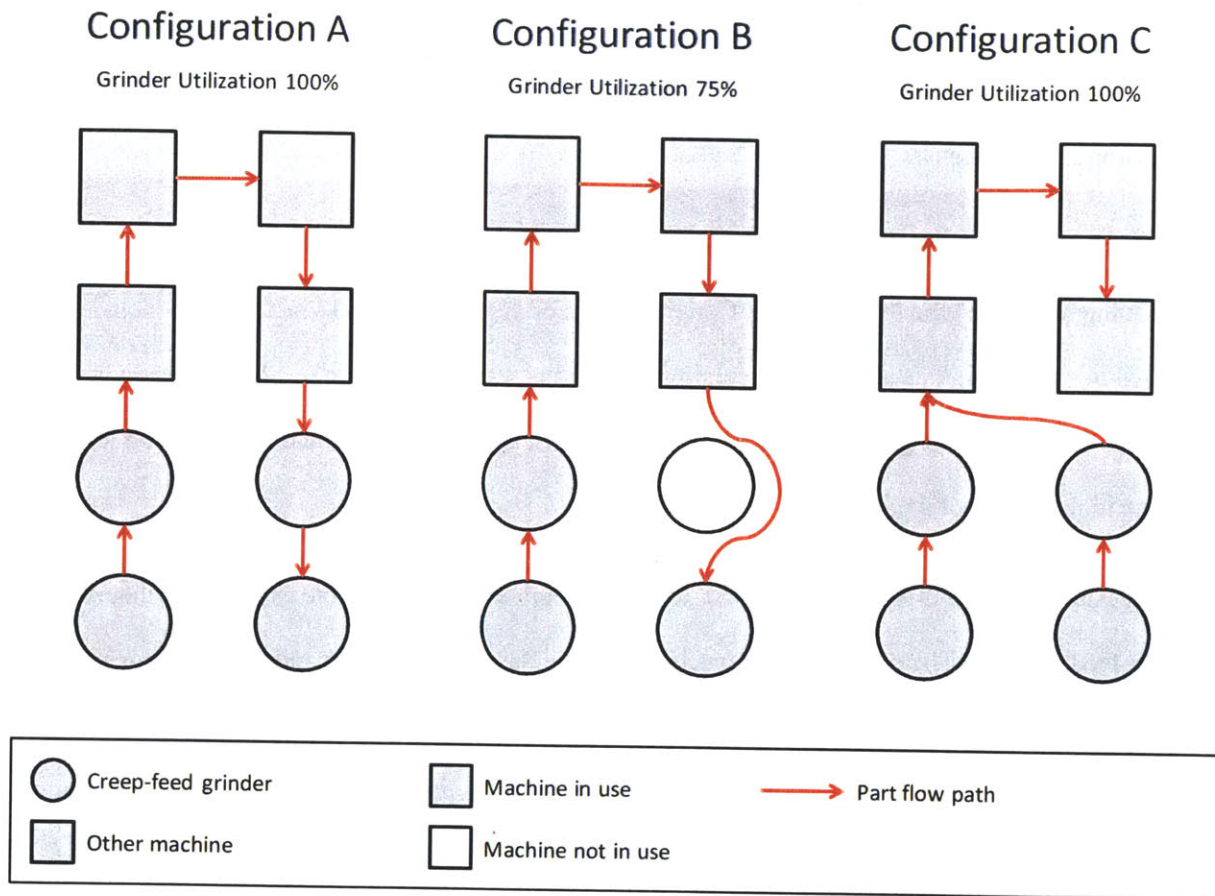 Configuration A
Grinder Utilization 100%
Configuration B
Grinder Utilization 75%
Configuration C
Grinder Utilization 100%
Creep-feed grinder
Other machine
Machine in use
Machine not in use
Part flow path